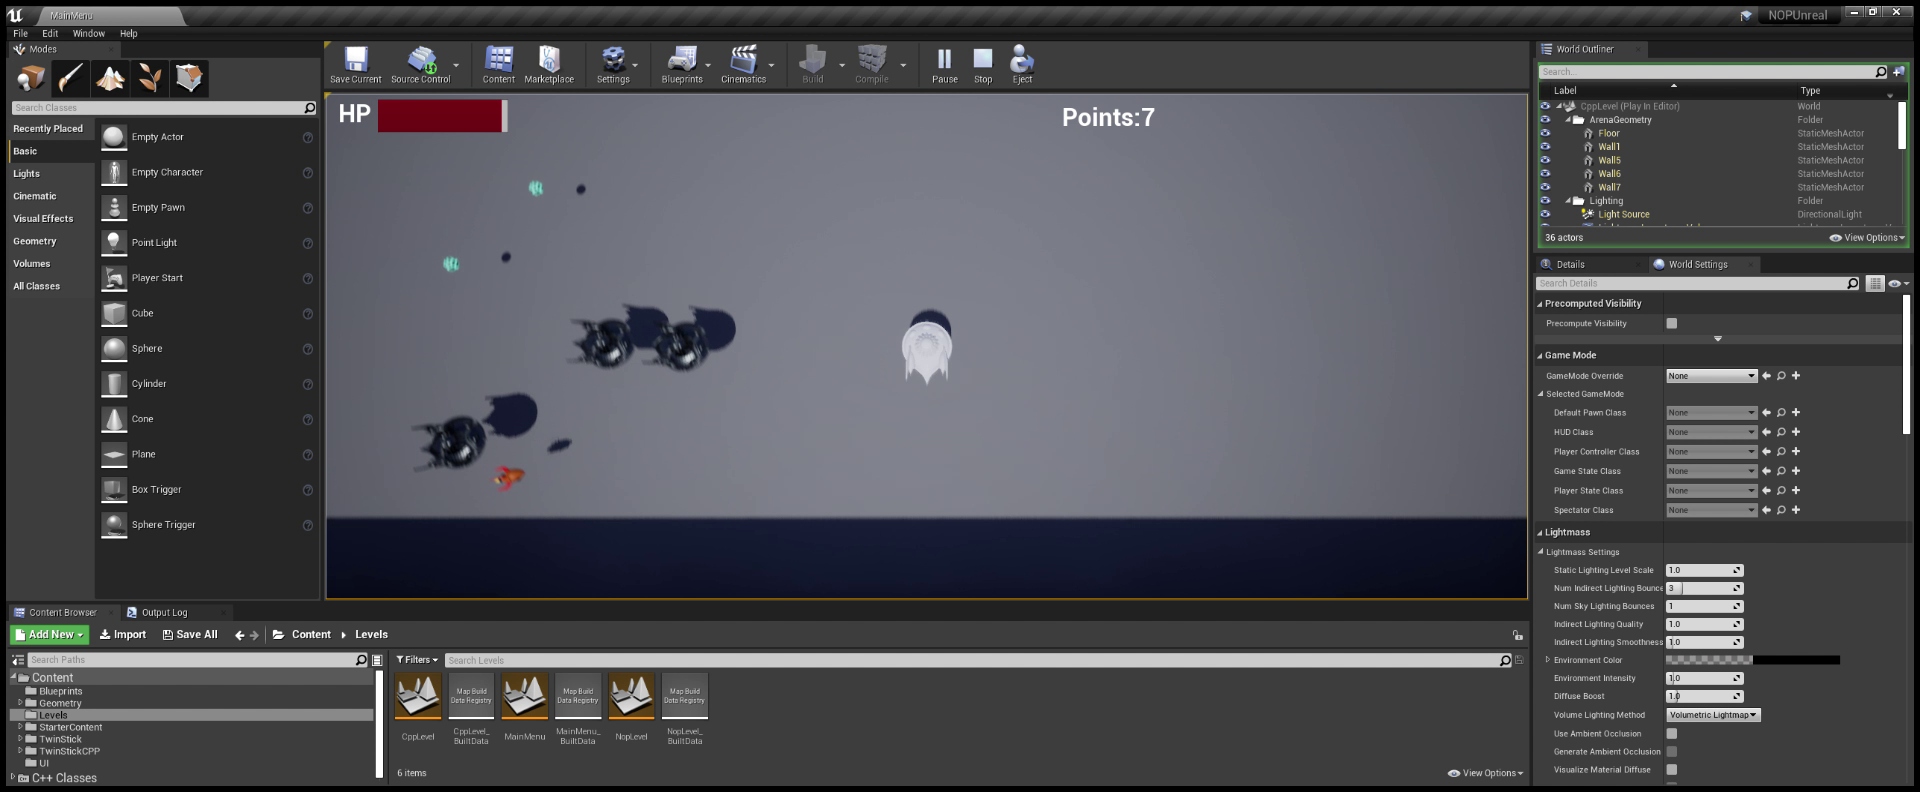 MainMenu
NOPUnreal
File Edit Window Help
Modes
Search Classes
Recently Placed
Basic
Lights
Cinematic
Visual Effects
Geometry
Volumes
All Classes
Empty Actor
Empty Character
Empty Pawn
Point Light
Player Start
Cube
Sphere
Cylinder
Cone
Plane
Box Trigger
Sphere Trigger
Save Current Source Control Content Marketplace Settings Blueprints Cinematics Build Compile Pause Stop Eject
HP
Points:7
World Outliner
Search...
Label Type
CppLevel (Play In Editor) World
ArenaGeometry Folder
Floor StaticMeshActor
Wall1 StaticMeshActor
Wall5 StaticMeshActor
Wall6 StaticMeshActor
Wall7 StaticMeshActor
Lighting Folder
Light Source DirectionalLight
36 actors View Options
Details World Settings
Search Details
Precomputed Visibility
Precompute Visibility
Game Mode
GameMode Override None
Selected GameMode
Default Pawn Class None
HUD Class None
Player Controller Class None
Game State Class None
Player State Class None
Spectator Class None
Lightmass
Lightmass Settings
Static Lighting Level Scale 1.0
Num Indirect Lighting Bounce 3
Num Sky Lighting Bounces 1
Indirect Lighting Quality 1.0
Indirect Lighting Smoothness 1.0
Environment Color
Environment Intensity 1.0
Diffuse Boost 1.0
Volume Lighting Method Volumetric Lightmap
Use Ambient Occlusion
Generate Ambient Occlusion
Visualize Material Diffuse
Content Browser Output Log
Add New Import Save All Content Levels
Search Paths
Content
Blueprints
Geometry
Levels
StarterContent
TwinStick
TwinStickCPP
UI
C++ Classes
Filters Search Levels
Map Build Data Registry
Map Build Data Registry
Map Build Data Registry
CppLevel
CppLevel_BuiltData
MainMenu
MainMenu_BuiltData
NopLevel
NopLevel_BuiltData
6 items View Options